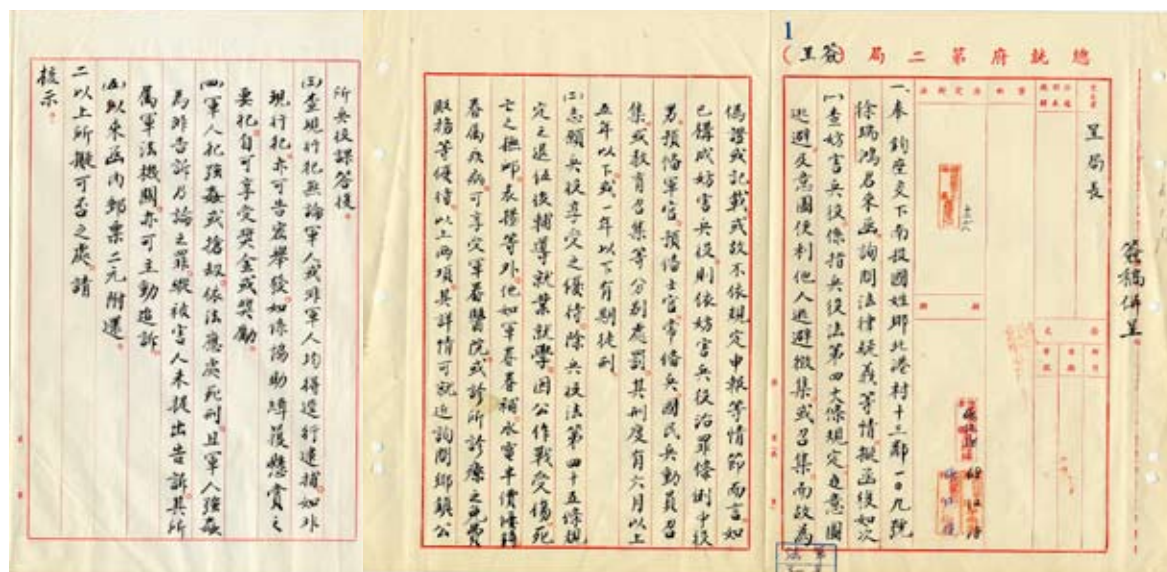 1
總統府第二局(簽呈)
簽稿併呈
呈局長
一、奉 鈞座交下南投國姓鄉北港村十三鄰一〇九號
徐瑞鴻君來函詢問法律疑義等情擬函復如次
查妨害兵役係指兵役法第四六條規定意圖
逃避及意圖便利他人逃避徵集或召集而故為
偽證或記載或故不依規定申報等情節而言如
已構成妨害兵役則依妨害兵役治罪條例中役
男、預備軍官、預備士官、常備兵、國民兵動員召
集或教育召集等分別處罰其刑度有六月以上
五年以下或一年以下有期徒刑
(二)志願兵役享受之優待除兵役法第四十五條規
定之退伍後輔導就業就學因公作戰受傷死
亡之撫卹表揚等外他如軍眷眷補水電半價
眷屬疾病可享受軍眷醫院或診所診療之免費
等優待以上兩項其詳情可就近詢問鄉鎮公
所兵役課答復
(三)查現行犯無論軍人或非軍人均得逕行逮捕如非
現行犯亦可告密舉發如係協助緝獲懸賞之
要犯自可享受獎金或獎勵
(四)軍人犯強姦或搶劫依法應處死刑且軍人強姦
為非告訴乃論之罪縱被害人未提出告訴其所
屬軍法機關亦可主動追訴
(五)以來函內郵票二元附還
二以上所擬可否之處請
核示